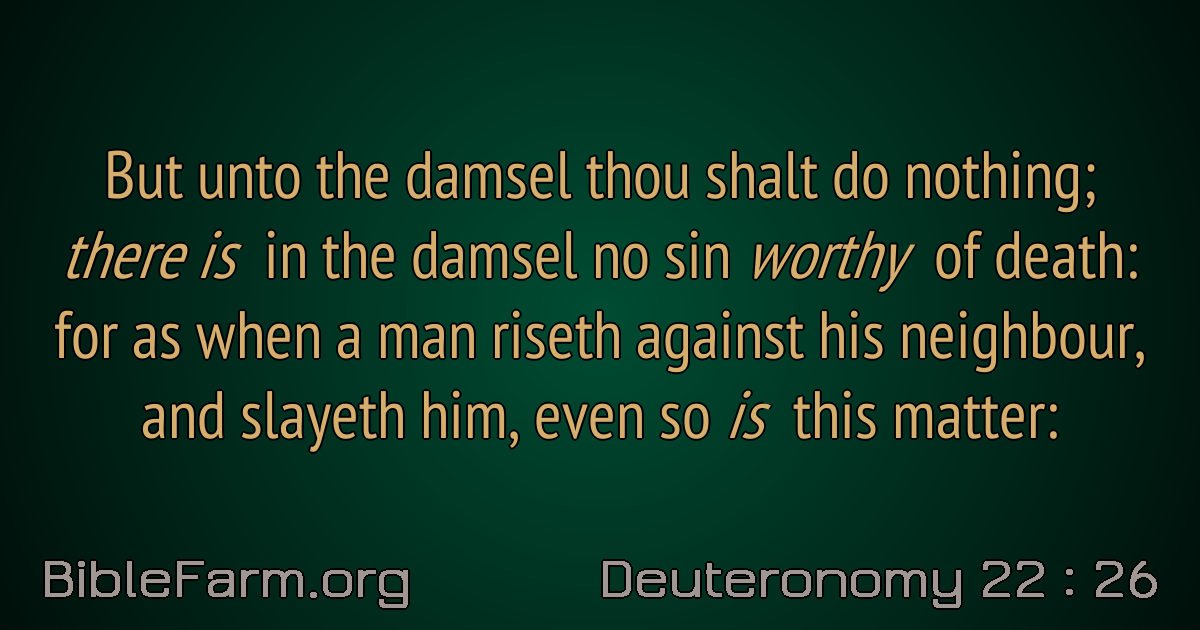 But unto the damsel thou shalt do nothing;
there is in the damsel no sin worthy of death:
for as when a man riseth against his neighbour,
and slayeth him, even so is this matter:
BibleFarm.org
Deuteronomy 22 : 26